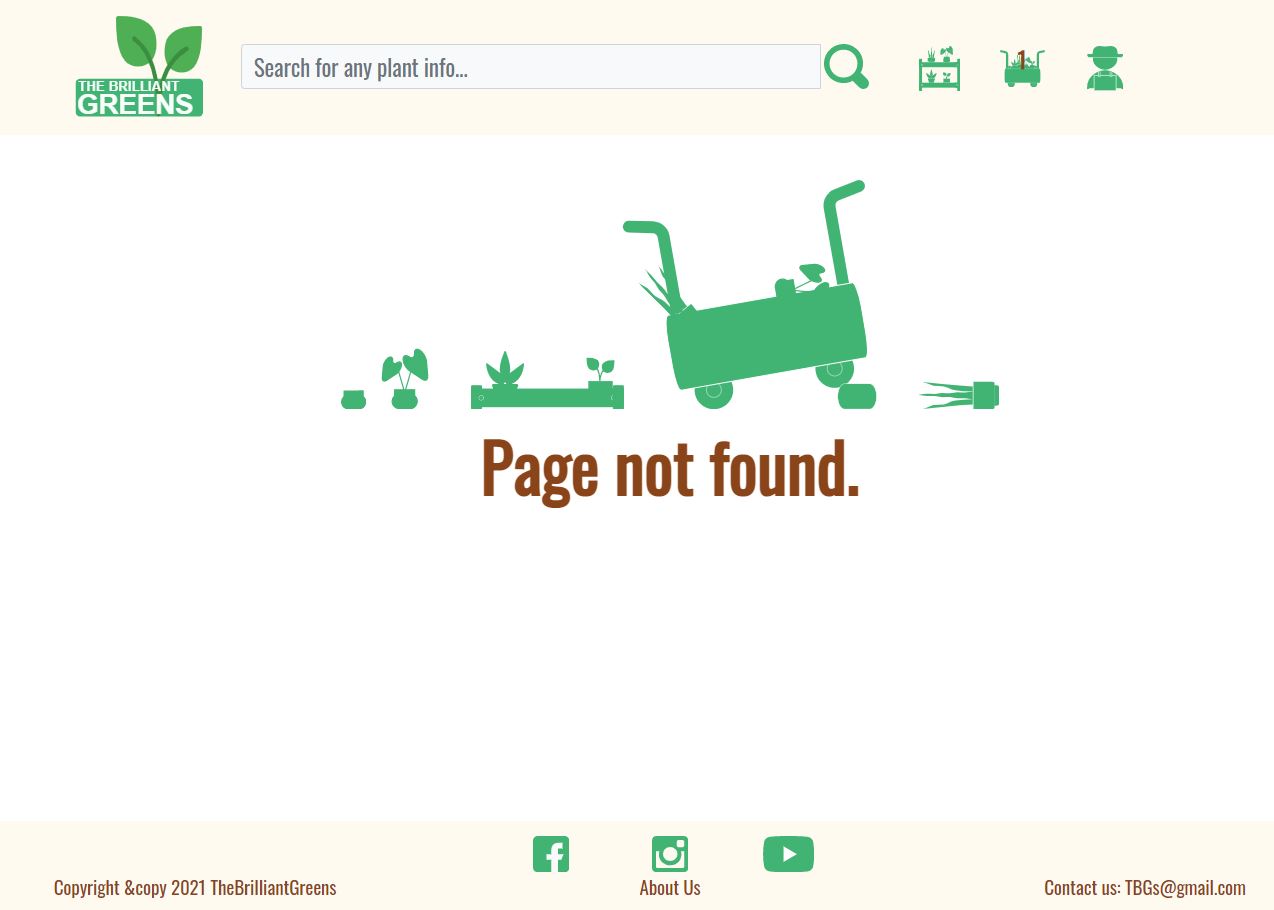 THE BRILLIANT
GREENS
Search for any plant info...
1
Page not found.
Copyright &copy 2021 TheBrilliantGreens
About Us
Contact us: TBGs@gmail.com